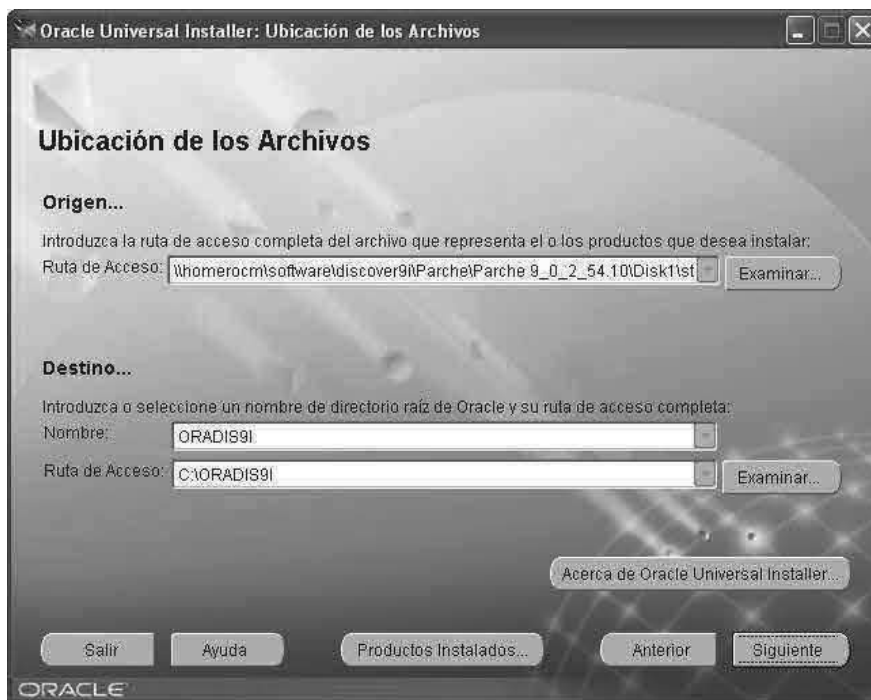 Oracle Universal Installer: Ubicación de los Archivos
Ubicación de los Archivos
Origen...
Introduzca la ruta de acceso completa del archivo que representa el o los productos que desea instalar:
Ruta de Acceso: \\homerocm\software\discover9i\Parche\Parche 9_0_2_54.10\Disk1\st Examinar...
Destino...
Introduzca o seleccione un nombre de directorio raíz de Oracle y su ruta de acceso completa:
Nombre: ORADIS9I
Ruta de Acceso: C:\ORADIS9I Examinar...
Acerca de Oracle Universal Installer...
Salir Ayuda Productos Instalados... Anterior Siguiente
ORACLE